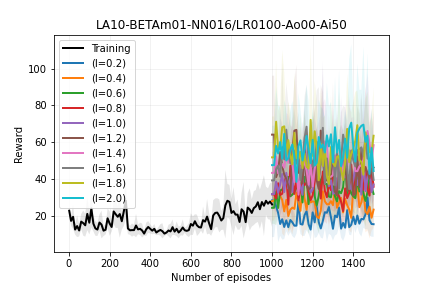 LA10-BETAm01-NN016/LR0100-Ao00-Ai50
Reward
100
80
60
40
20
Training
(l=0.2)
(l=0.4)
(l=0.6)
(l=0.8)
(l=1.0)
(l=1.2)
(l=1.4)
(l=1.6)
(l=1.8)
(l=2.0)
0 200 400 600 800 1000 1200 1400
Number of episodes